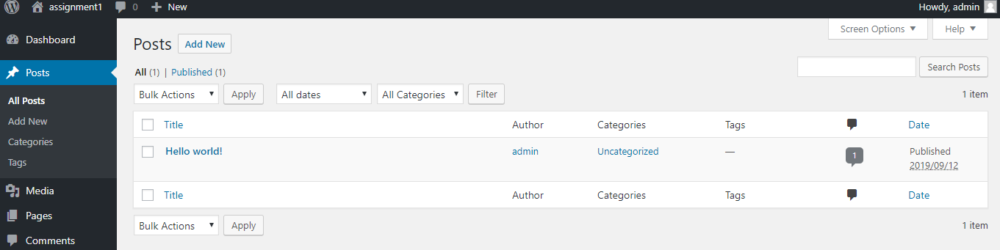 assignment1 0 New Howdy, admin
Dashboard
Posts
All Posts
Add New
Categories
Tags
Media
Pages
Comments
Screen Options Help
Posts Add New
All (1) | Published (1)
Search Posts
Bulk Actions Apply All dates All Categories Filter 1 item
Title Author Categories Tags Date
Hello world! admin Uncategorized — 1 Published
2019/09/12
Title Author Categories Tags Date
Bulk Actions Apply 1 item